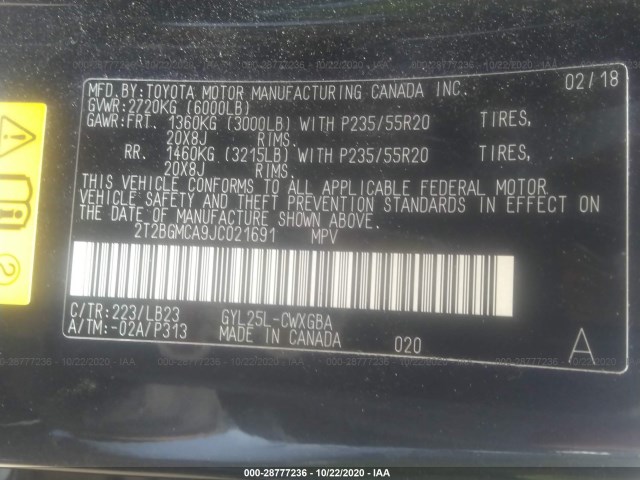 MFD.BY:TOYOTA MOTOR MANUFACTURING CANADA INC. 02/18
GVWR:2720KG (6000LB)
GAWR:FRT. 1360KG (3000LB) WITH P235/55R20 TIRES,
20X8J RIMS.
RR. 1460KG (3215LB) WITH P235/55R20 TIRES,
20X8J RIMS.
THIS VEHICLE CONFORMS TO ALL APPLICABLE FEDERAL MOTOR
VEHICLE SAFETY AND THEFT PREVENTION STANDARDS IN EFFECT ON
THE DATE OF MANUFACTURE SHOWN ABOVE.
2T2BGMCA9JC021691 MPV
C/TR:223/LB23 GYL25L-CWXGBA
A/TM:-02A/P313 MADE IN CANADA 020 A
2
000-28777236 - 10/22/2020 - IAA